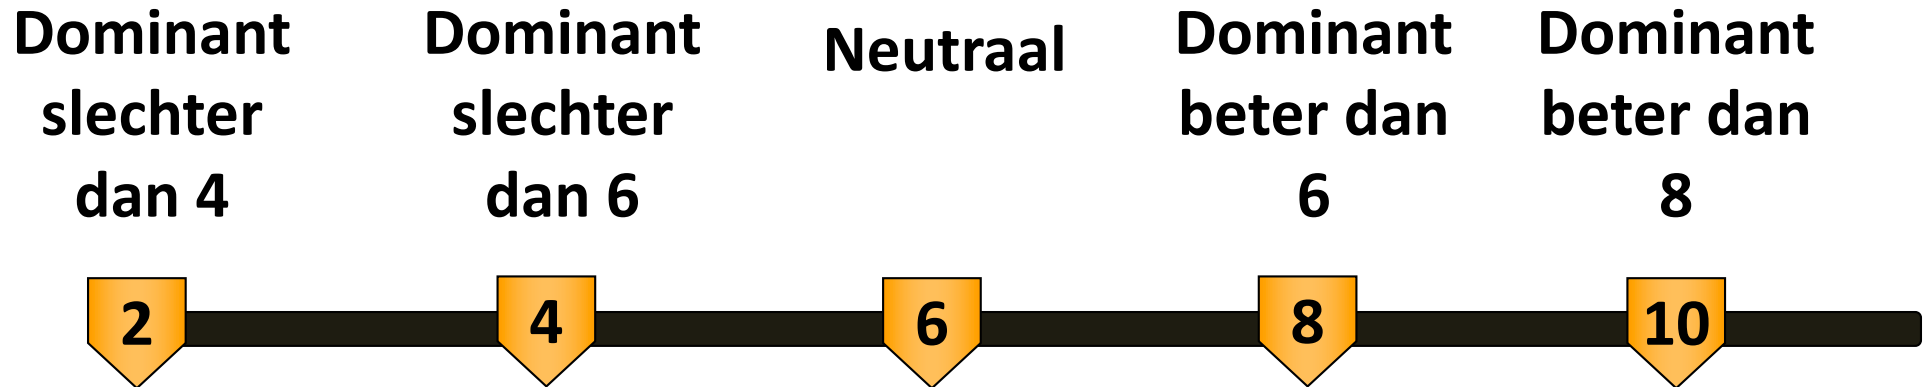 Dominant
slechter
dan 4
Dominant
slechter
dan 6
Neutraal
Dominant
beter dan
6
Dominant
beter dan
8
2
4
6
8
10